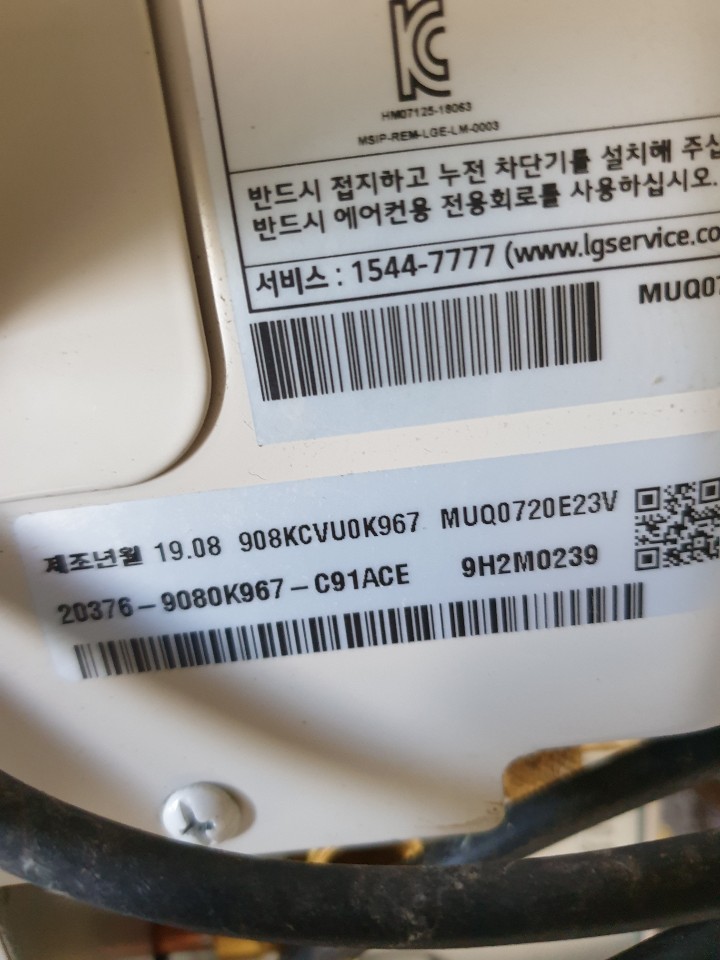 KC
HM07125-18063
MSIP-REM-LGE-LM-0003
반드시 접지하고 누전 차단기를 설치해 주십
반드시 에어컨용 전용회로를 사용하십시오.
서비스 : 1544-7777 (www.lgservice.co
MUQ07
제조년월 19.08 908KCVU0K967 MUQ0720E23V
20376-9080K967-C91ACE 9H2M0239